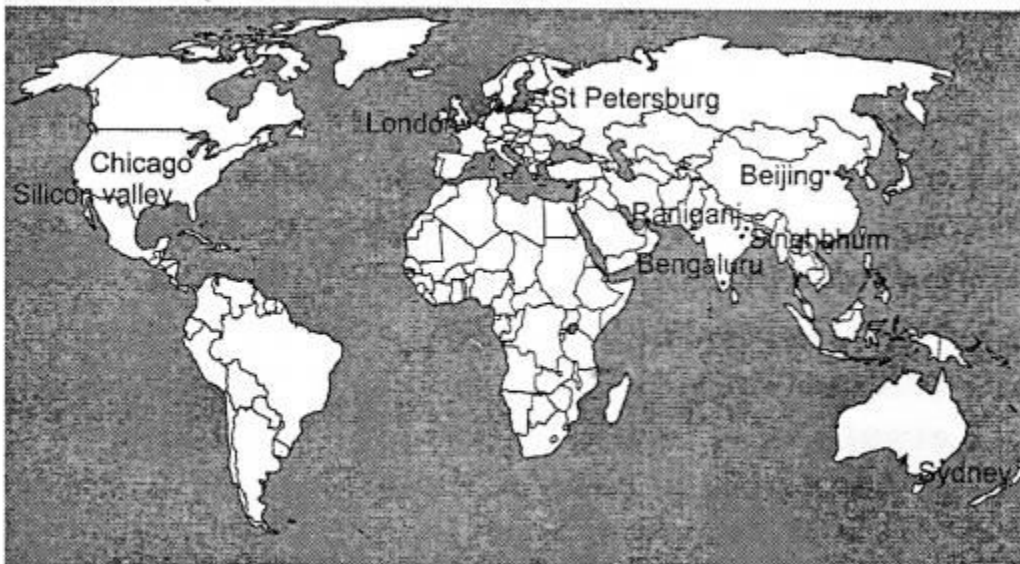 St Petersburg
London
Chicago
Beijing
Silicon valley
Raniganj
Singhbhum
Bengaluru
Sydney